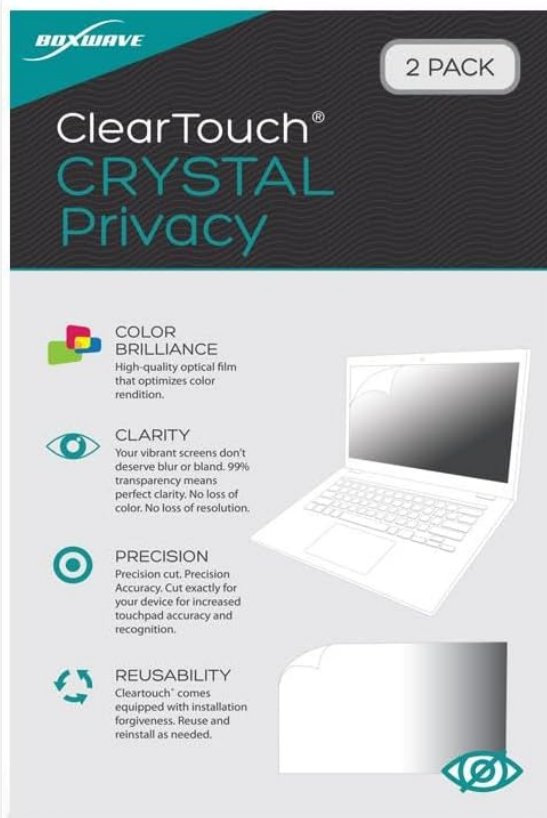 BOXWAVE
2 PACK
ClearTouch®
CRYSTAL
Privacy
COLOR
BRILLIANCE
High-quality optical film
that optimizes color
rendition.
CLARITY
Your vibrant screens don't
deserve blur or bland. 99%
transparency means
perfect clarity. No loss of
color. No loss of resolution.
PRECISION
Precision cut. Precision
Accuracy. Cut exactly for
your device for increased
touchpad accuracy and
recognition.
REUSABILITY
Cleartouch® comes
equipped with installation
forgiveness. Reuse and
reinstall as needed.